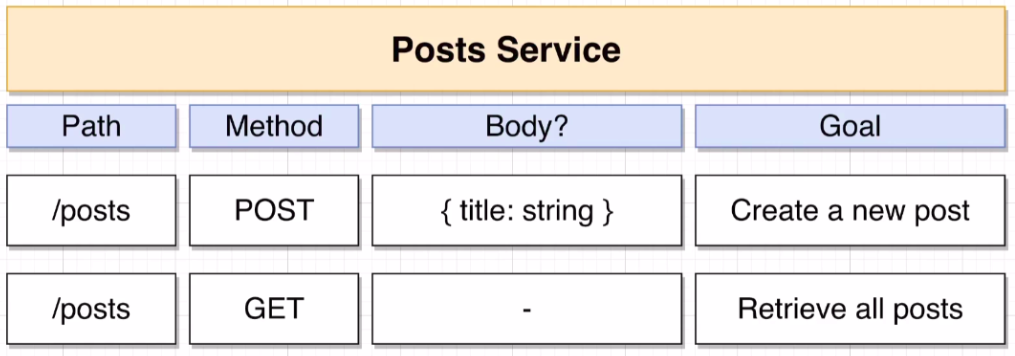 Posts Service
Path Method Body? Goal
/posts POST { title: string } Create a new post
/posts GET - Retrieve all posts